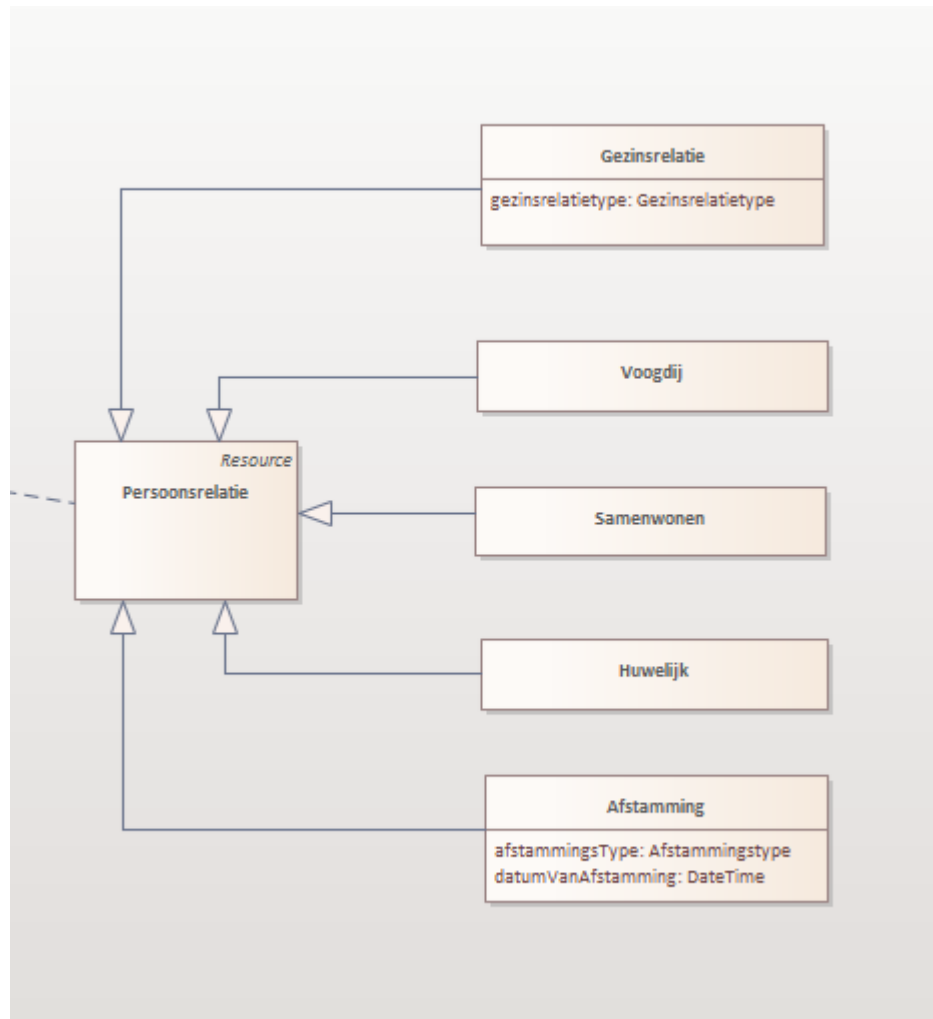 Gezinsrelatie
gezinsrelatietype: Gezinsrelatietype
Voogdij
Resource
Persoonsrelatie
Samenwonen
Huwelijk
Afstamming
afstammingsType: Afstammingstype
datumVanAfstamming: DateTime